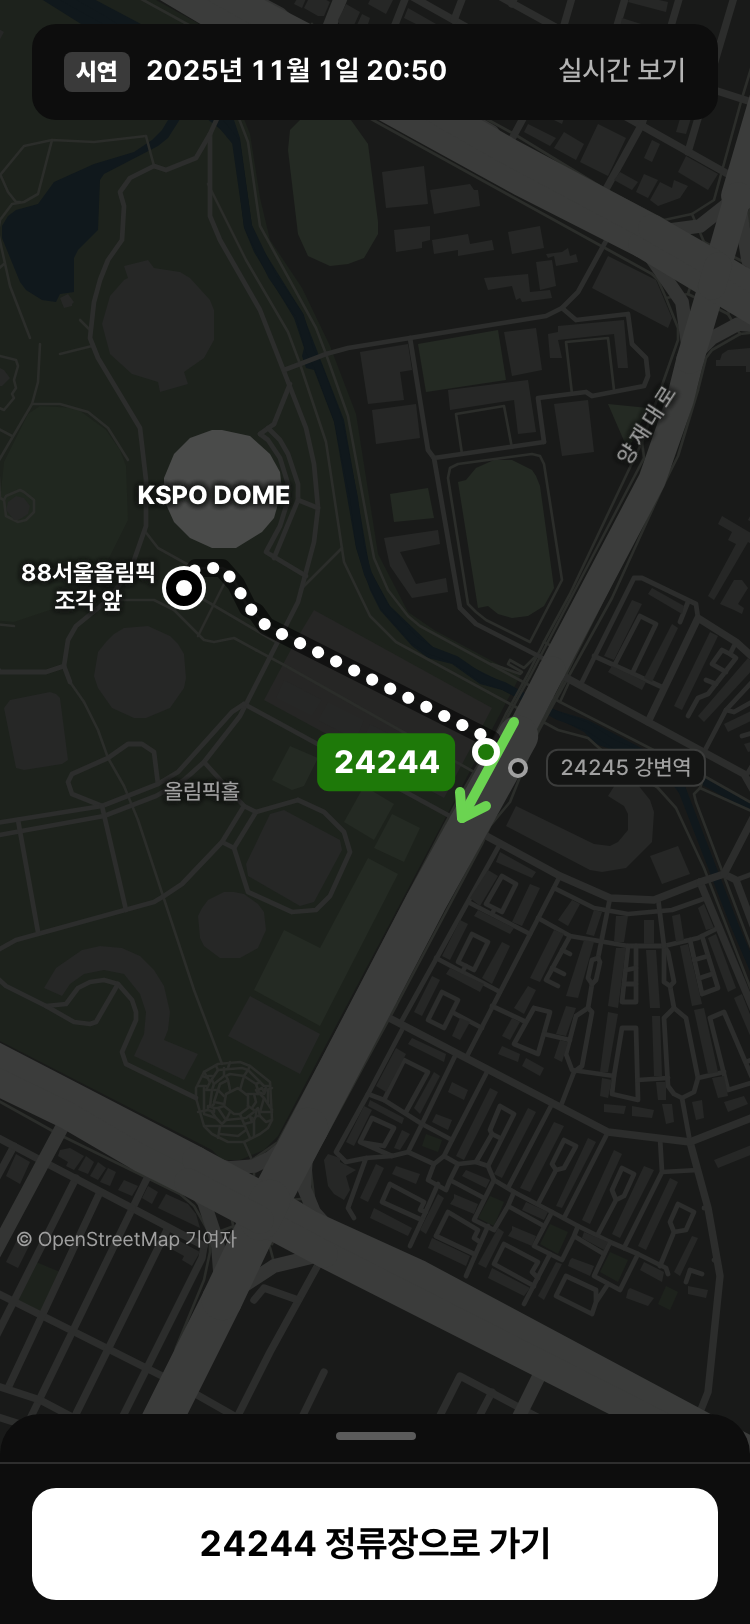 시연 2025년 11월 1일 20:50 실시간 보기
양재대로
KSPO DOME
88서울올림픽
조각 앞
24244
24245 강변역
올림픽홀
© OpenStreetMap 기여자
24244 정류장으로 가기